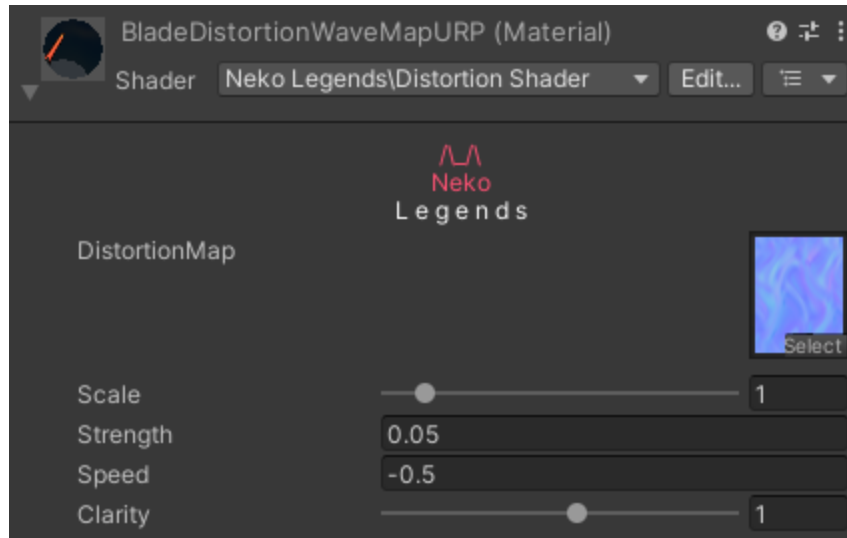 BladeDistortionWaveMapURP (Material)
Shader Neko Legends\Distortion Shader Edit...
/\_/\
Neko
Legends
DistortionMap
Select
Scale 1
Strength 0.05
Speed -0.5
Clarity 1